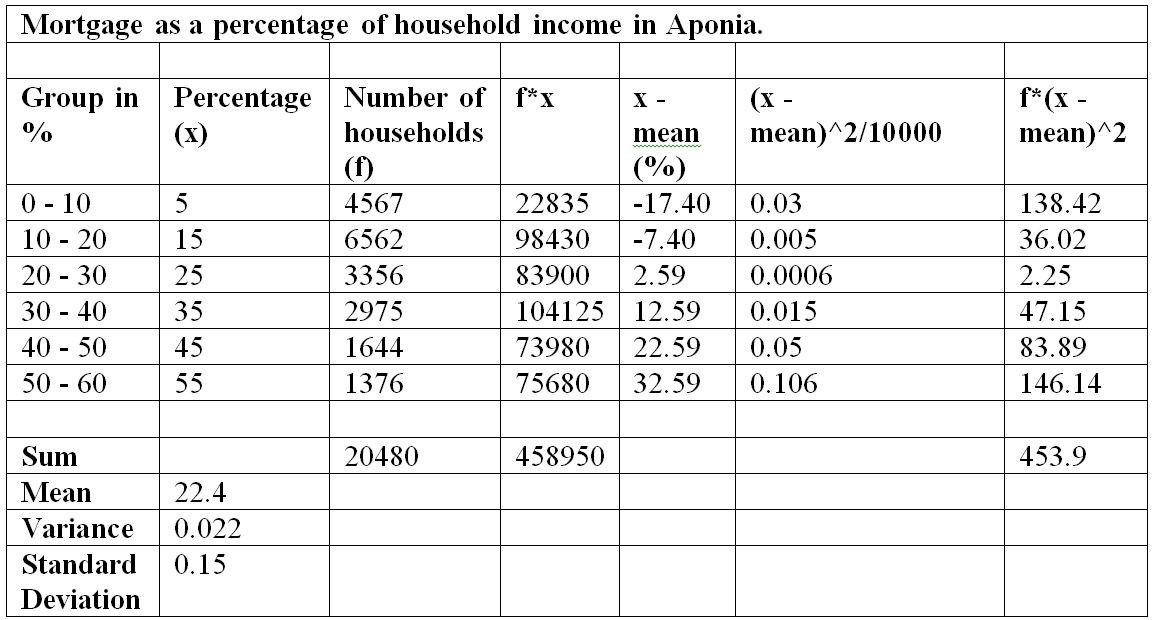 Mortgage as a percentage of household income in Aponia.
Group in % Percentage (x) Number of households (f) f*x x - mean (%) (x - mean)^2/10000 f*(x - mean)^2
0 - 10 5 4567 22835 -17.40 0.03 138.42
10 - 20 15 6562 98430 -7.40 0.005 36.02
20 - 30 25 3356 83900 2.59 0.0006 2.25
30 - 40 35 2975 104125 12.59 0.015 47.15
40 - 50 45 1644 73980 22.59 0.05 83.89
50 - 60 55 1376 75680 32.59 0.106 146.14
Sum 20480 458950 453.9
Mean 22.4
Variance 0.022
Standard Deviation 0.15